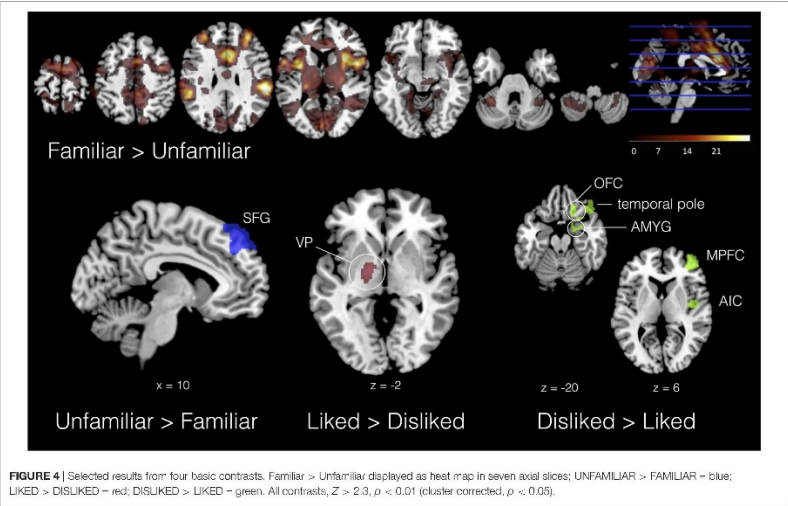 Familiar > Unfamiliar
0 7 14 21
SFG
VP
OFC
temporal pole
AMYG
MPFC
AIC
x = 10
z = -2
z = -20
z = 6
Unfamiliar > Familiar
Liked > Disliked
Disliked > Liked
FIGURE 4 | Selected results from four basic contrasts. Familiar > Unfamiliar displayed as heat map in seven axial slices; UNFAMILIAR > FAMILIAR = blue;
LIKED > DISLIKED = red; DISLIKED > LIKED = green. All contrasts, Z > 2.3, p < 0.01 (cluster corrected, p < 0.05).